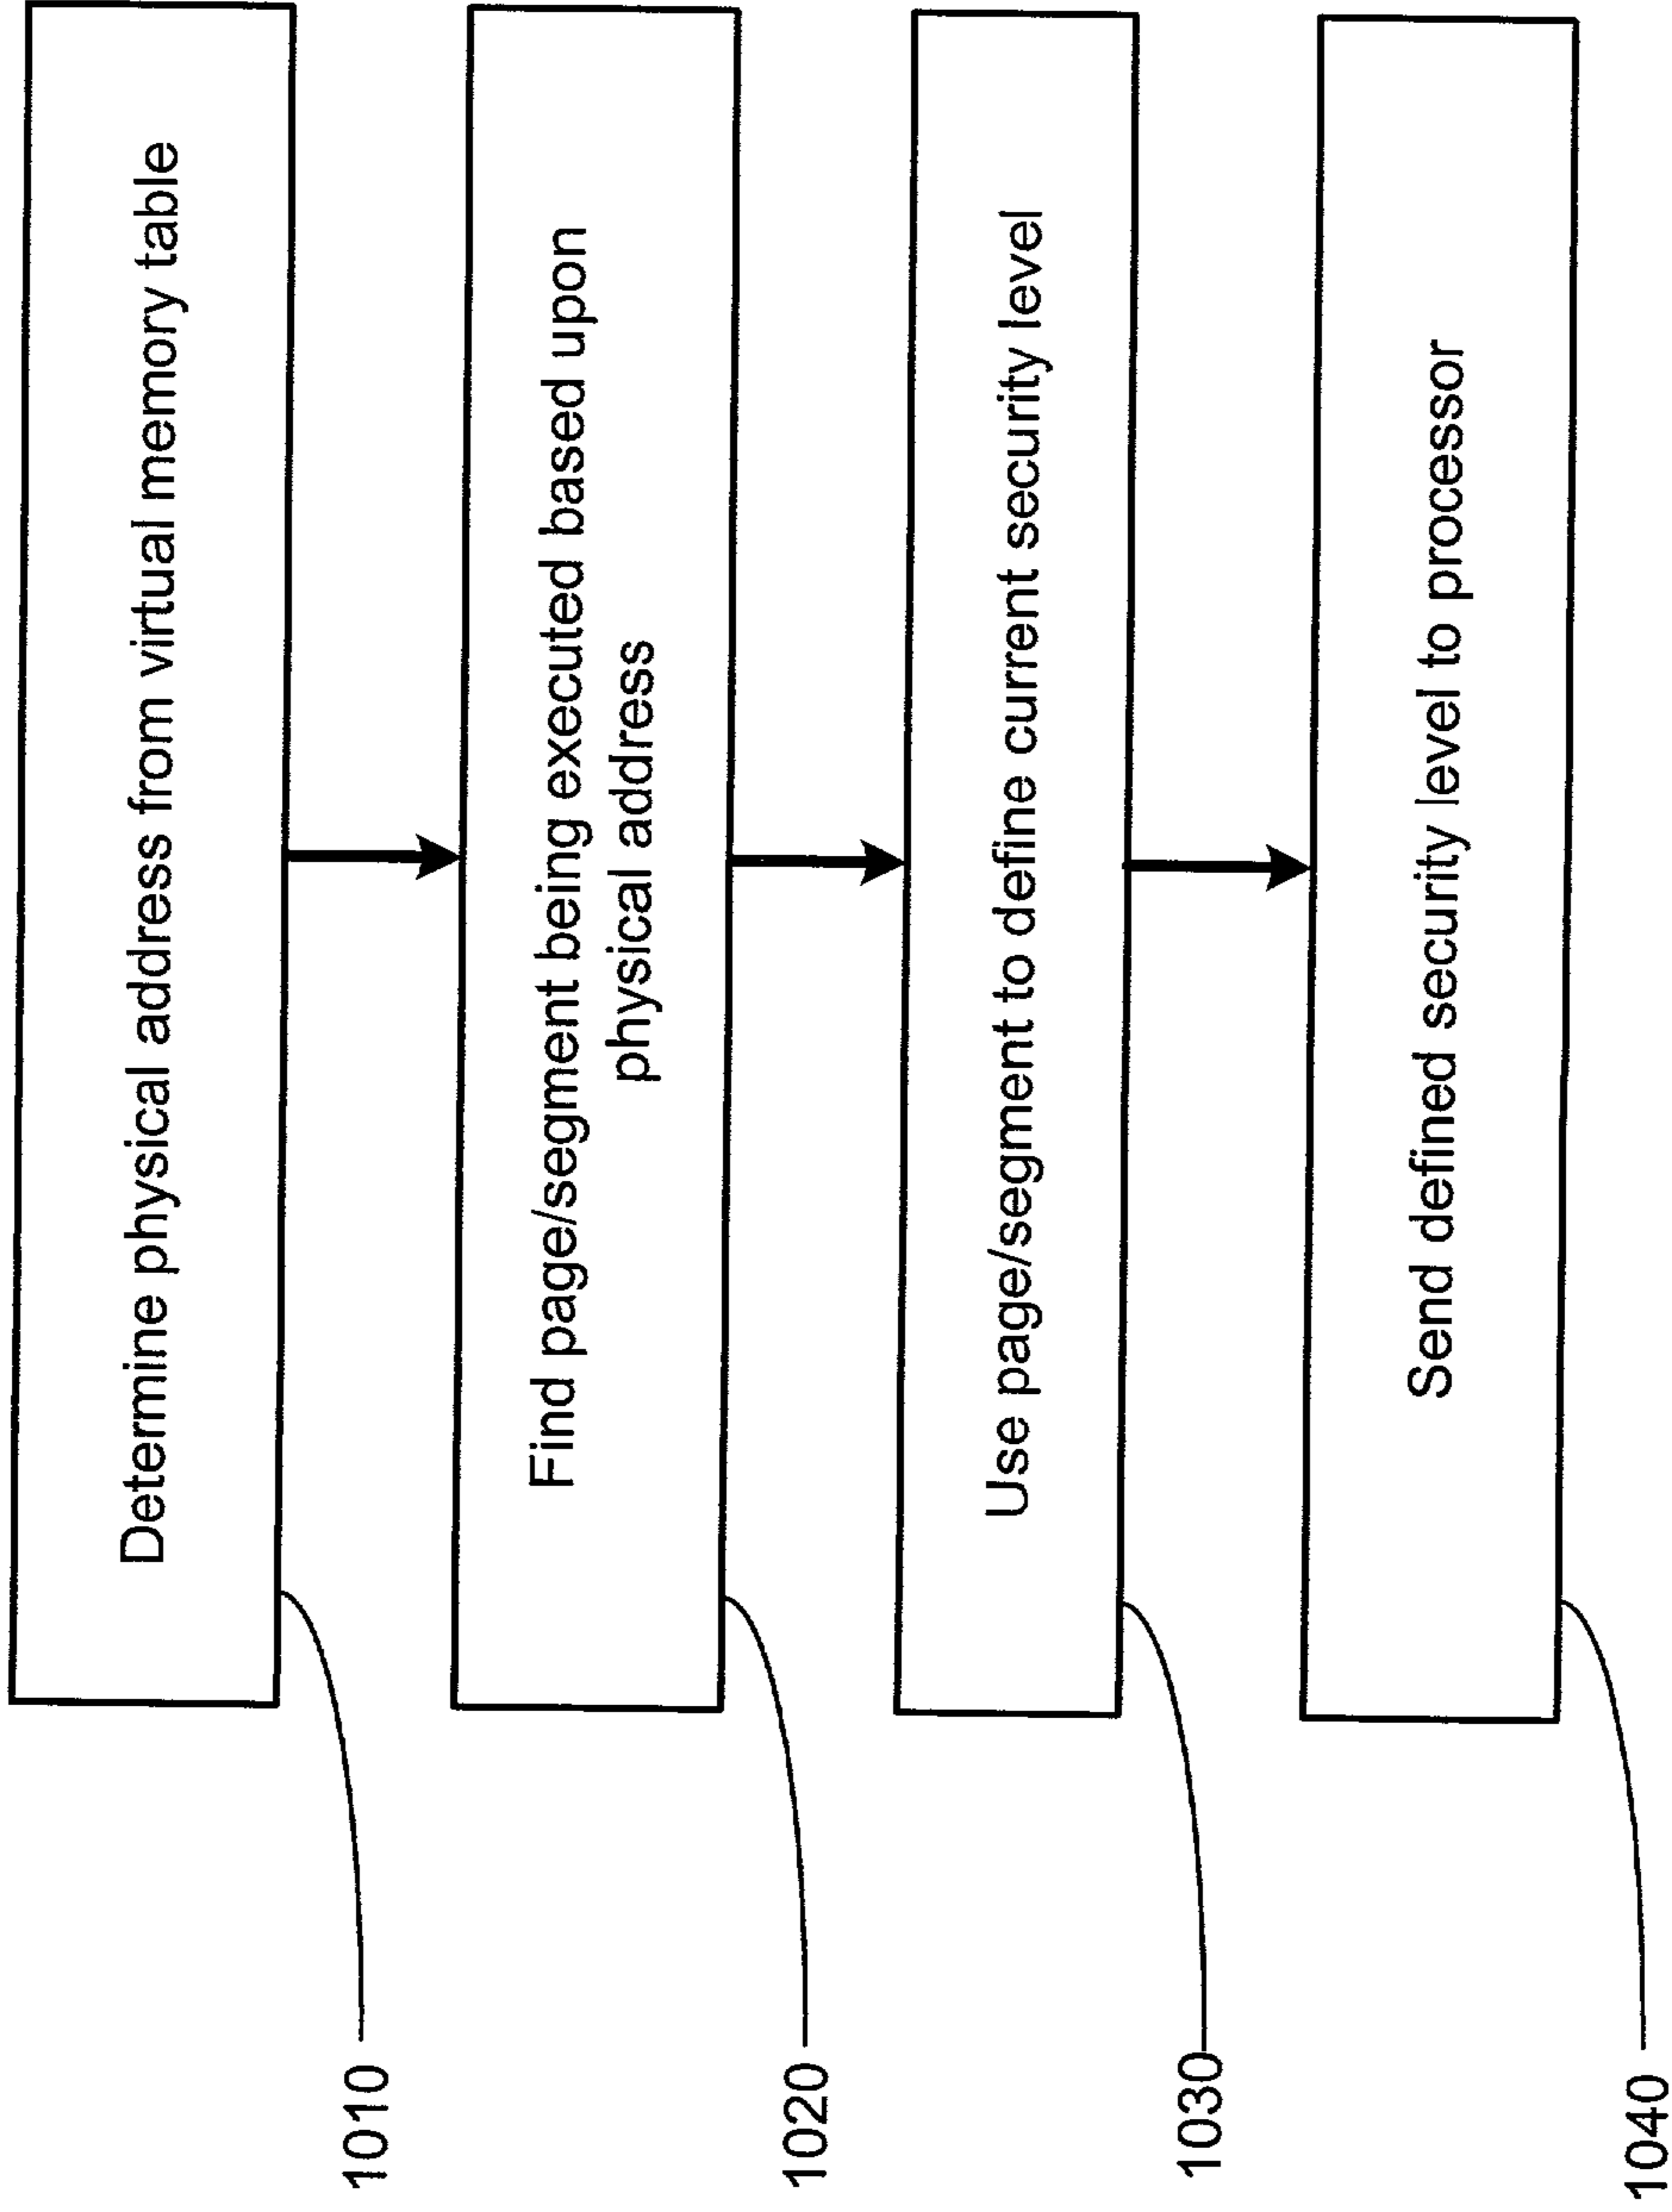 Determine physical address from virtual memory table
1010
Find page/segment being executed based upon
physical address
1020
Use page/segment to define current security level
1030
Send defined security level to processor
1040